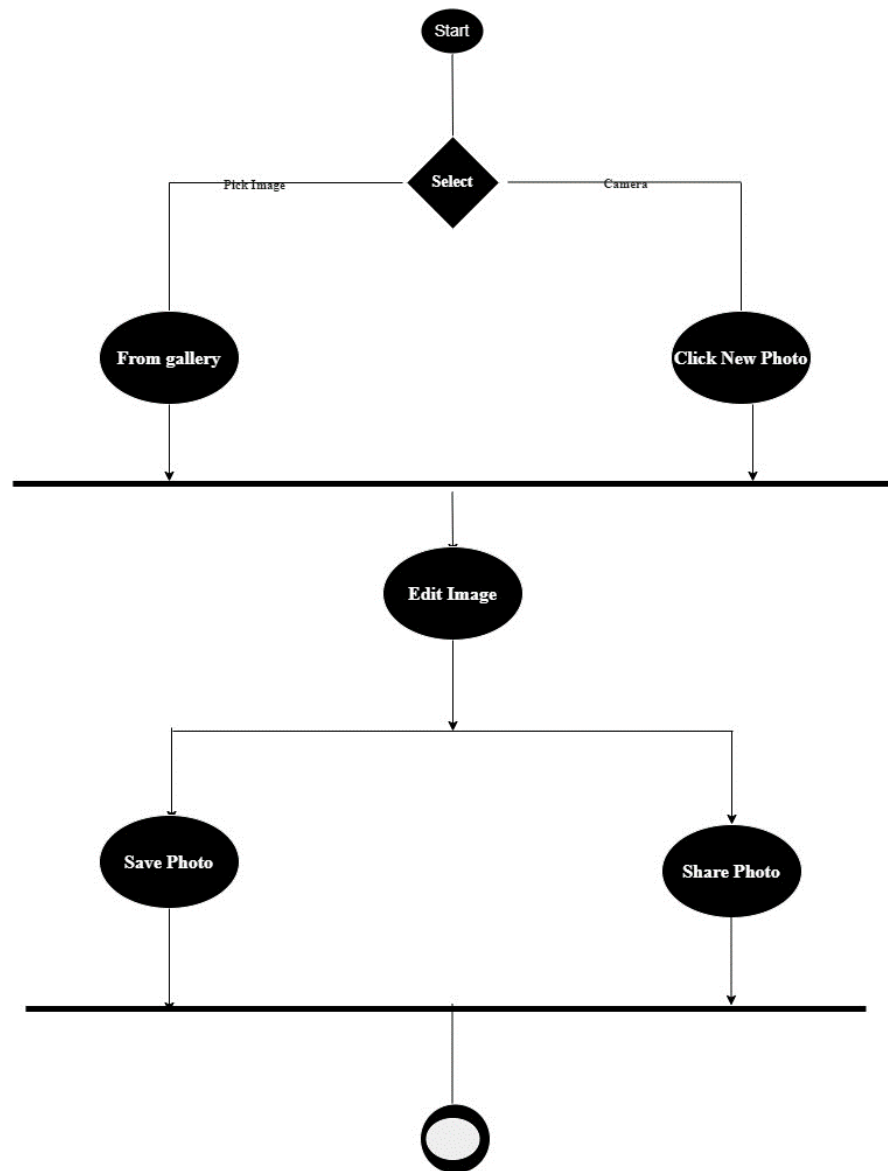 Start
Select
Pick Image
Camera
From gallery
Click New Photo
Edit Image
Save Photo
Share Photo